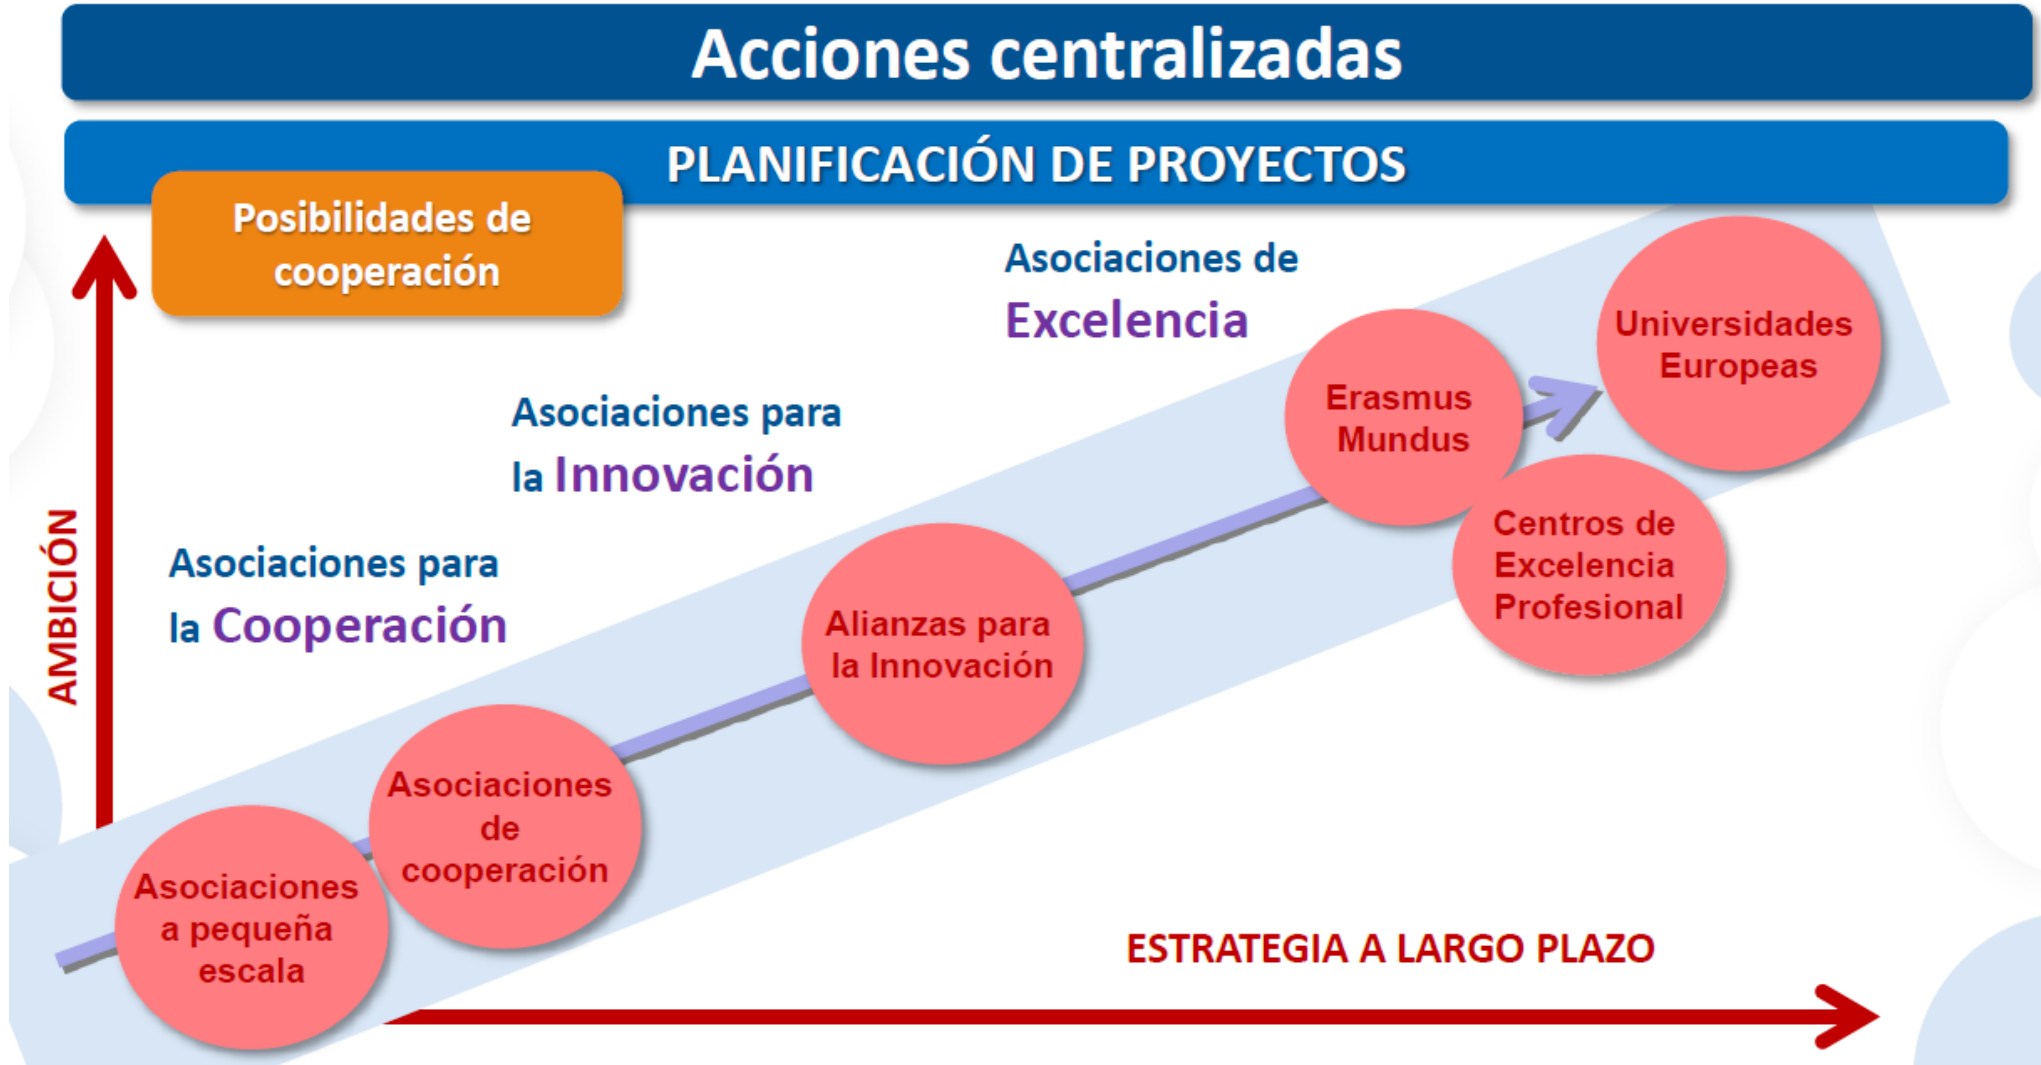 Acciones centralizadas
PLANIFICACIÓN DE PROYECTOS
Posibilidades de
cooperación
Asociaciones de
Excelencia
Universidades
Europeas
Erasmus
Mundus
Asociaciones para
la Innovación
Centros de
Excelencia
Profesional
AMBICIÓN
Asociaciones para
la Cooperación
Alianzas para
la Innovación
Asociaciones
de
cooperación
Asociaciones
a pequeña
escala
ESTRATEGIA A LARGO PLAZO